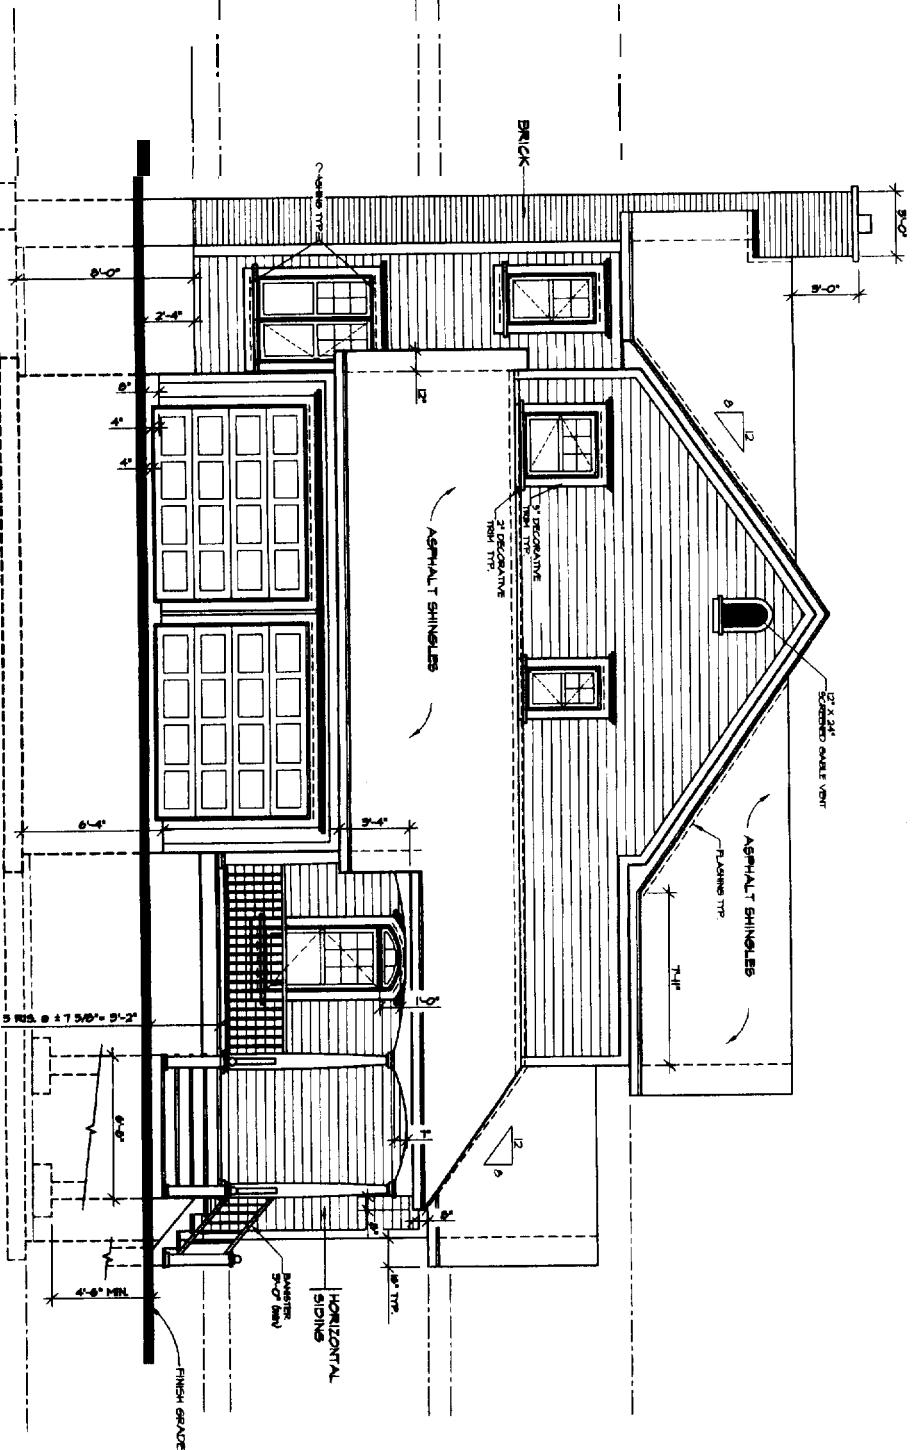 BRICK
CASING TYP.
3'-0"
3'-0"
8'-0"
2'-4"
8"
4"
4"
12"
8
12
ASPHALT SHINGLES
5" DECORATIVE
TRIM TYP.
2" DECORATIVE
TRIM TYP.
12" X 24"
SCREENED GABLE VENT
FLASHING TYP.
ASPHALT SHINGLES
7'-11"
6'-4"
3'-4"
1'-0"
5 RIS. @ ± 7 5/8" = 3'-2"
6'-8"
1"
12
8
8"
8"
16" TYP.
BANISTER
3'-0" (MIN)
HORIZONTAL
SIDING
4'-6" MIN.
FINISH GRADE